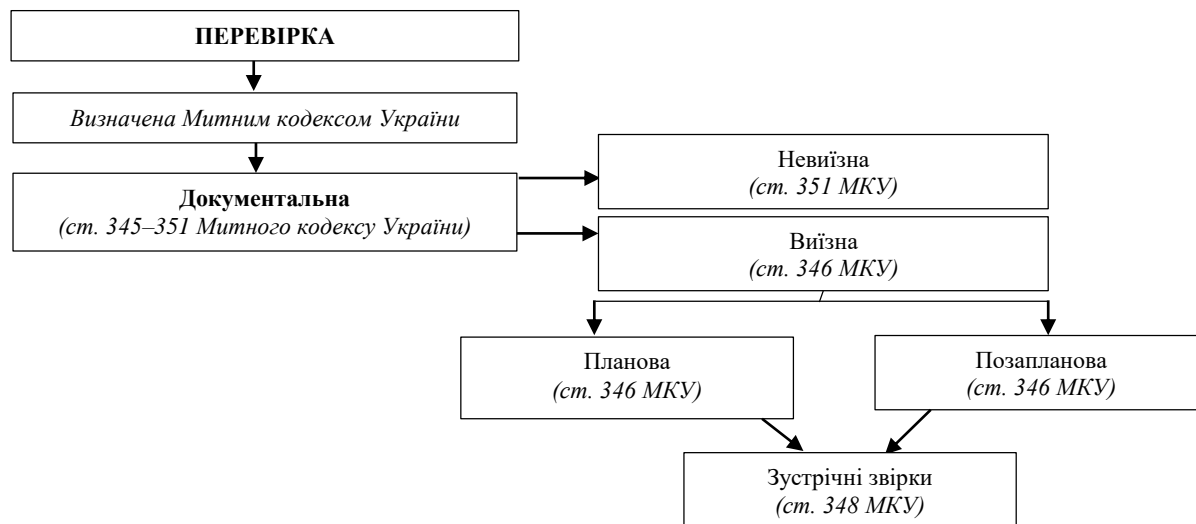 ПЕРЕВІРКА
Визначена Митним кодексом України
Документальна
(ст. 345–351 Митного кодексу України)
Невиїзна
(ст. 351 МКУ)
Виїзна
(ст. 346 МКУ)
Планова
(ст. 346 МКУ)
Позапланова
(ст. 346 МКУ)
Зустрічні звірки
(ст. 348 МКУ)